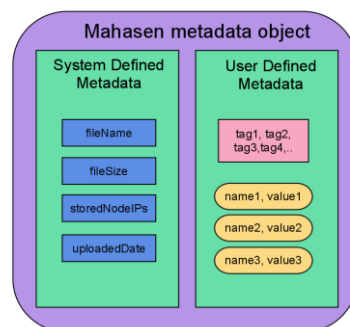 Mahasen metadata object
System Defined
Metadata
fileName
fileSize
storedNodeIPs
uploadedDate
User Defined
Metadata
tag1, tag2,
tag3,tag4,..
name1, value1
name2, value2
name3, value3